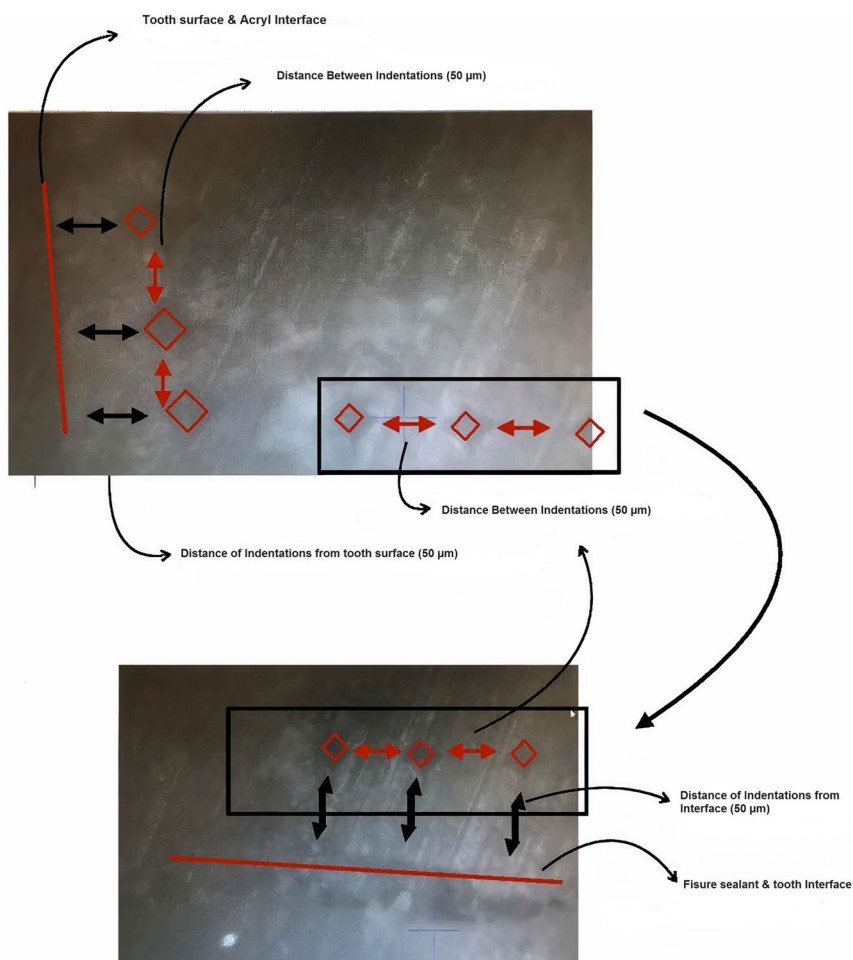 Tooth surface & Acryl Interface
Distance Between Indentations (50 µm)
Distance Between Indentations (50 µm)
Distance of Indentations from tooth surface (50 µm)
Distance of Indentations from
Interface (50 µm)
Fisure sealant & tooth Interface